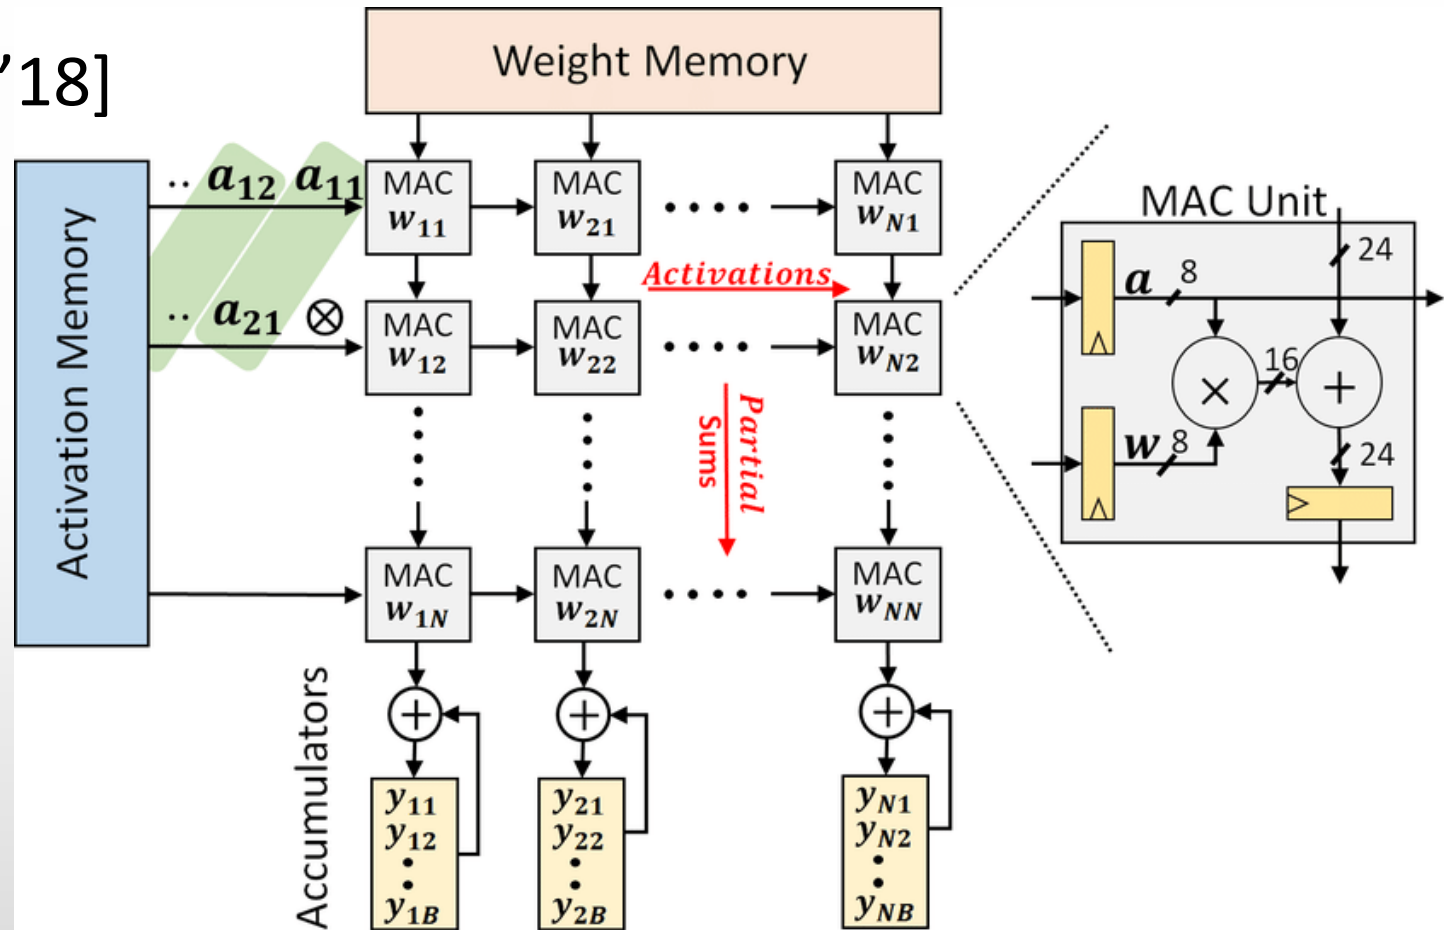 ’18]
Weight Memory
Activation Memory
.. a12 a11
.. a21 ⊗
MAC
w11
MAC
w21
MAC
wN1
Activations
MAC
w12
MAC
w22
MAC
wN2
Partial
Sums
MAC
w1N
MAC
w2N
MAC
wNN
Accumulators
+
+
+
y11
y12
y1B
y21
y22
y2B
yN1
yN2
yNB
MAC Unit
24
a 8
16
×
+
w 8
24